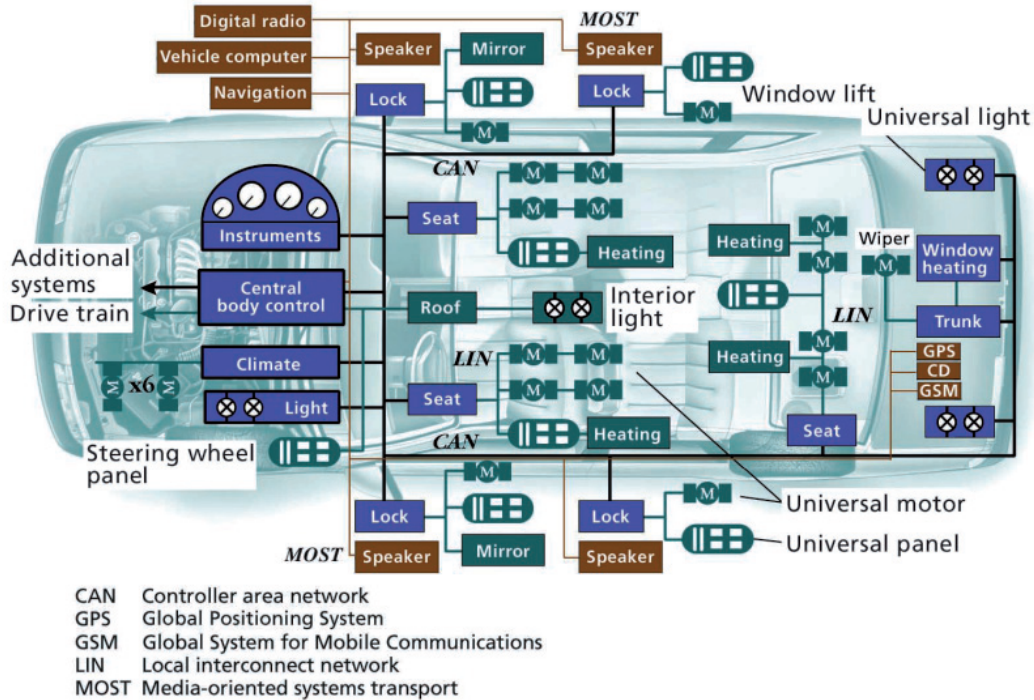 Digital radio
MOST
Speaker
Mirror
Speaker
Vehicle computer
Navigation
Lock
Lock
M
M
Window lift
Universal light
CAN
M
M
Seat
M
M
Instruments
Heating
Heating
M
M
Wiper
M
Window
heating
Additional
systems
Central
body control
Drive train
Roof
Interior
light
LIN
Trunk
LIN
M
M
M
Heating
GPS
CD
GSM
Climate
M
x6
M
Light
Seat
M
M
M
CAN
Heating
Seat
Steering wheel
panel
M
M
Lock
Lock
Universal motor
MOST
Speaker
Mirror
Speaker
Universal panel
CAN Controller area network
GPS Global Positioning System
GSM Global System for Mobile Communications
LIN Local interconnect network
MOST Media-oriented systems transport